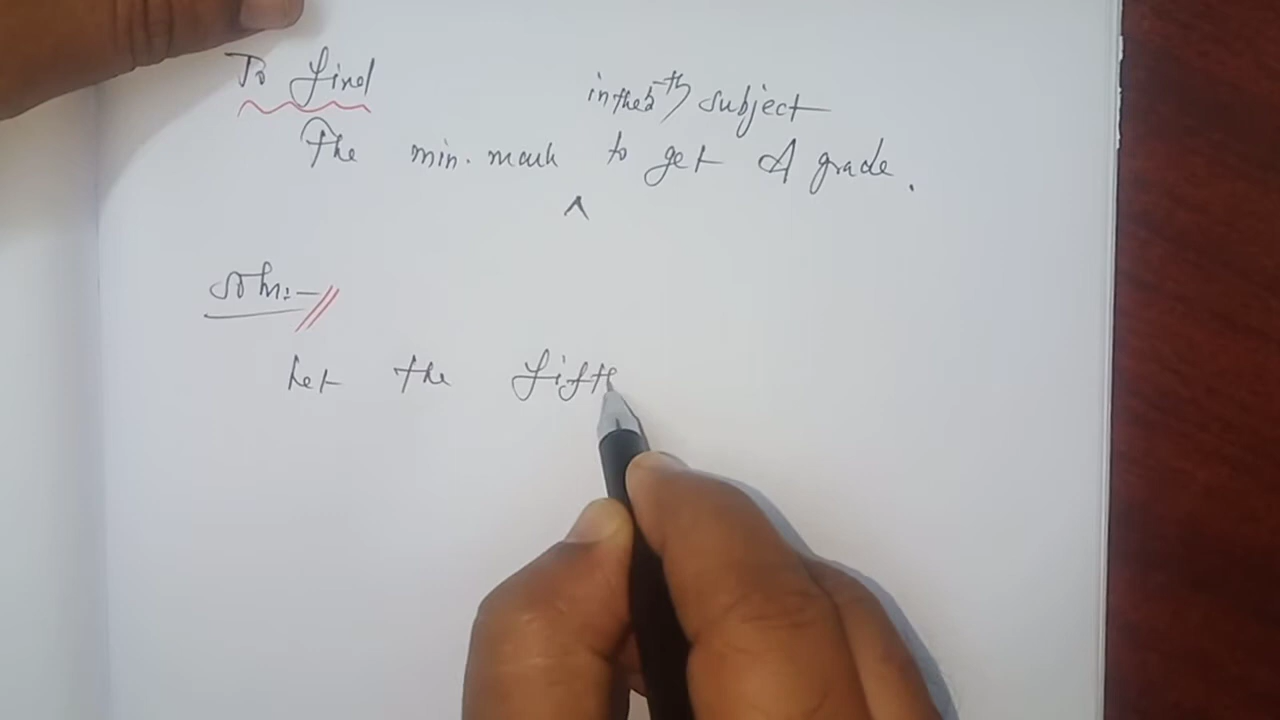 To find
in the 5th subject
The min. mark ^ to get A grade.
Soln:-
Let the fifth